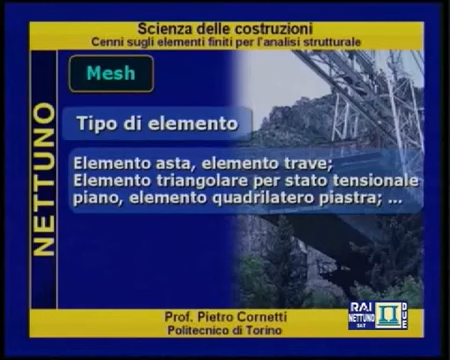 Scienza delle costruzioni
Cenni sugli elementi finiti per l'analisi strutturale
Mesh
NETTUNO
Tipo di elemento
Elemento asta, elemento trave;
Elemento triangolare per stato tensionale
piano, elemento quadrilatero piastra; ...
RAI
NETTUNO
SAT
DUE
Prof. Pietro Cornetti
Politecnico di Torino